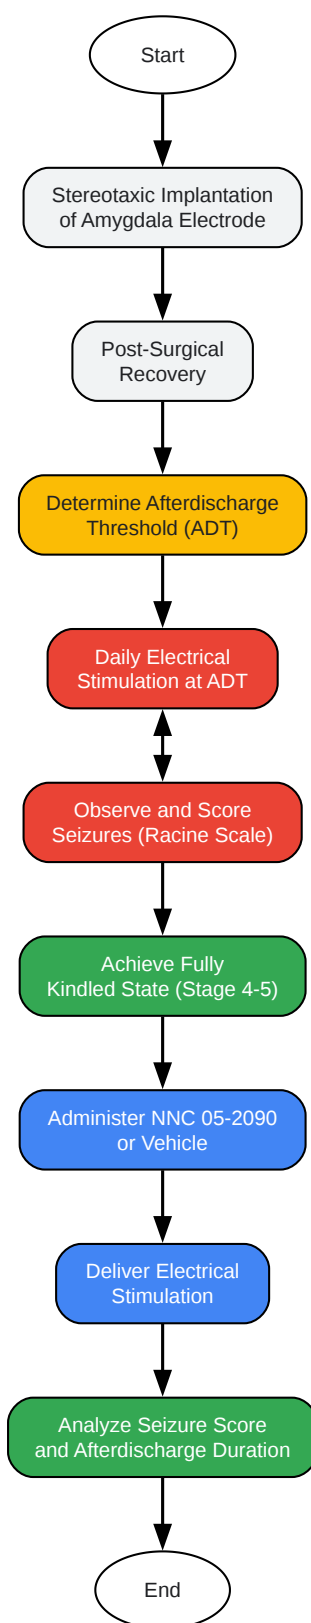 Start
Stereotaxic Implantation
of Amygdala Electrode
Post-Surgical
Recovery
Determine Afterdischarge
Threshold (ADT)
Daily Electrical
Stimulation at ADT
Observe and Score
Seizures (Racine Scale)
Achieve Fully
Kindled State (Stage 4-5)
Administer NNC 05-2090
or Vehicle
Deliver Electrical
Stimulation
Analyze Seizure Score
and Afterdischarge Duration
End